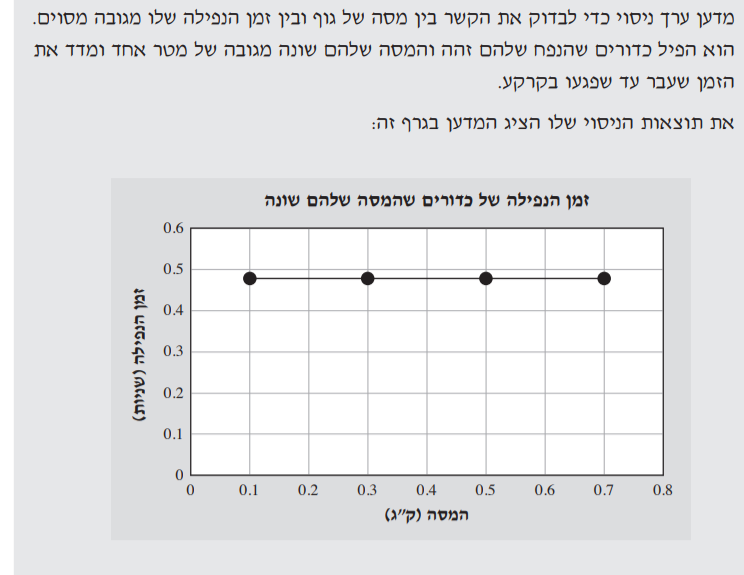 מדען ערך ניסוי כדי לבדוק את הקשר בין מסה של גוף ובין זמן הנפילה שלו מגובה מסוים.
הוא הפיל כדורים שהנפח שלהם זהה והמסה שלהם שונה מגובה של מטר אחד ומדד את
הזמן שעבר עד שפגעו בקרקע.
את תוצאות הניסוי שלו הציג המדען בגרף זה:
זמן הנפילה של כדורים שהמסה שלהם שונה
זמן הנפילה (שניות)
0.6
0.5
0.4
0.3
0.2
0.1
0
0 0.1 0.2 0.3 0.4 0.5 0.6 0.7 0.8
המסה (ק"ג)